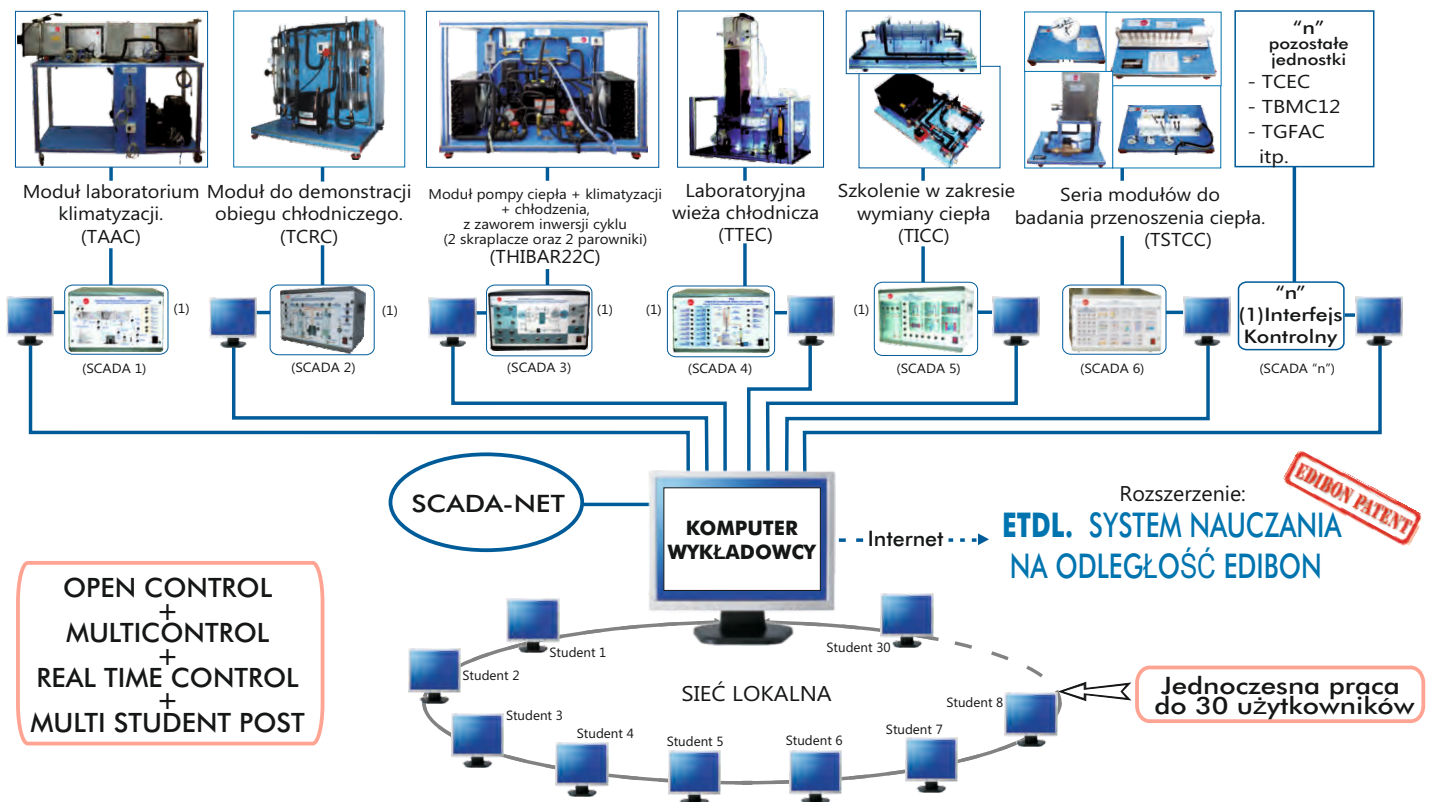 “n”
pozostałe
jednostki
- TCEC
- TBMC12
- TGFAC
itp.
Moduł laboratorium
klimatyzacji.
(TAAC)
Moduł do demonstracji
obiegu chłodniczego.
(TCRC)
Moduł pompy ciepła + klimatyzacji
+ chłodzenia,
z zaworem inwersji cyklu
(2 skraplacze oraz 2 parowniki)
(THIBAR22C)
Laboratoryjna
wieża chłodnicza
(TTEC)
Szkolenie w zakresie
wymiany ciepła
(TICC)
Seria modułów do
badania przenoszenia ciepła.
(TSTCC)
(1)
(1)
(1)
(1)
(1)
“n”
(1)Interfejs
Kontrolny
(SCADA 1)
(SCADA 2)
(SCADA 3)
(SCADA 4)
(SCADA 5)
(SCADA 6)
(SCADA “n”)
SCADA-NET
KOMPUTER
WYKŁADOWCY
Internet
Rozszerzenie:
EDIBON PATENT
ETDL. SYSTEM NAUCZANIA
NA ODLEGŁOŚĆ EDIBON
OPEN CONTROL
+
MULTICONTROL
+
REAL TIME CONTROL
+
MULTI STUDENT POST
Student 1
Student 2
Student 3
Student 4
Student 5
Student 6
Student 7
Student 8
Student 30
SIEĆ LOKALNA
Jednoczesna praca
do 30 użytkowników